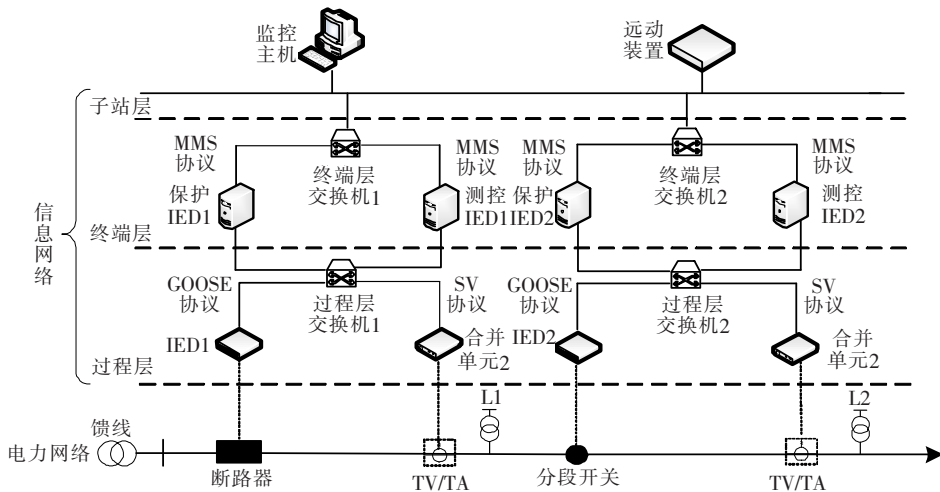 监控
主机
远动
装置
子站层
MMS
协议
MMS
协议
MMS
协议
MMS
协议
终端层
交换机1
终端层
交换机2
保护
IED1
测控
IED1
保护
IED2
测控
IED2
信息网络
终端层
GOOSE
协议
SV
协议
GOOSE
协议
SV
协议
过程层
交换机1
过程层
交换机2
IED1
合并
单元2
IED2
合并
单元2
过程层
L1
L2
馈线
电力网络
断路器
TV/TA
分段开关
TV/TA